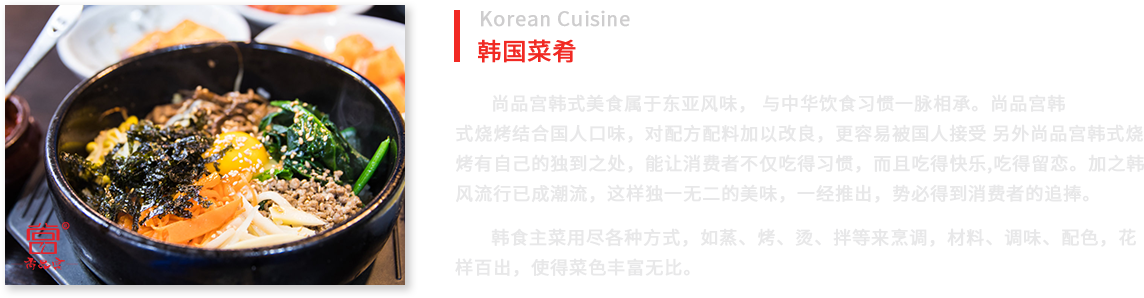 Korean Cuisine
韩国菜肴
尚品宫韩式美食属于东亚风味， 与中华饮食习惯一脉相承。尚品宫韩
式烧烤结合国人口味，对配方配料加以改良，更容易被国人接受 另外尚品宫韩式烧
烤有自己的独到之处，能让消费者不仅吃得习惯，而且吃得快乐,吃得留恋。加之韩
风流行已成潮流，这样独一无二的美味，一经推出，势必得到消费者的追捧。
韩食主菜用尽各种方式，如蒸、烤、烫、拌等来烹调，材料、调味、配色，花
样百出，使得菜色丰富无比。
尚品宫